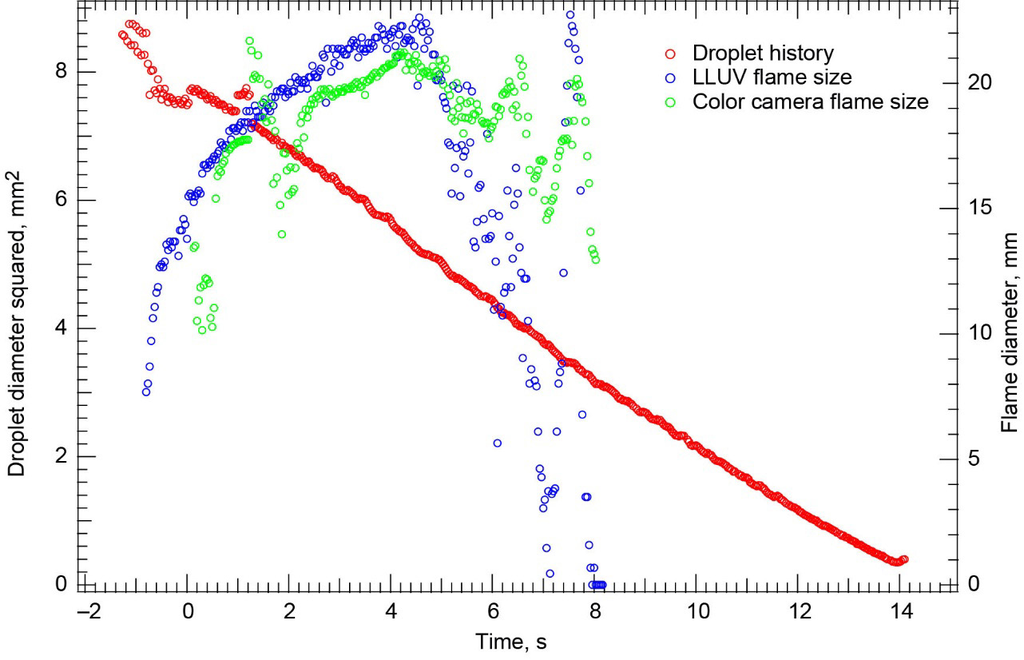 Droplet history
LLUV flame size
Color camera flame size
Droplet diameter squared, mm2
8
6
4
2
0
Flame diameter, mm
20
15
10
5
0
−2 0 2 4 6 8 10 12 14
Time, s